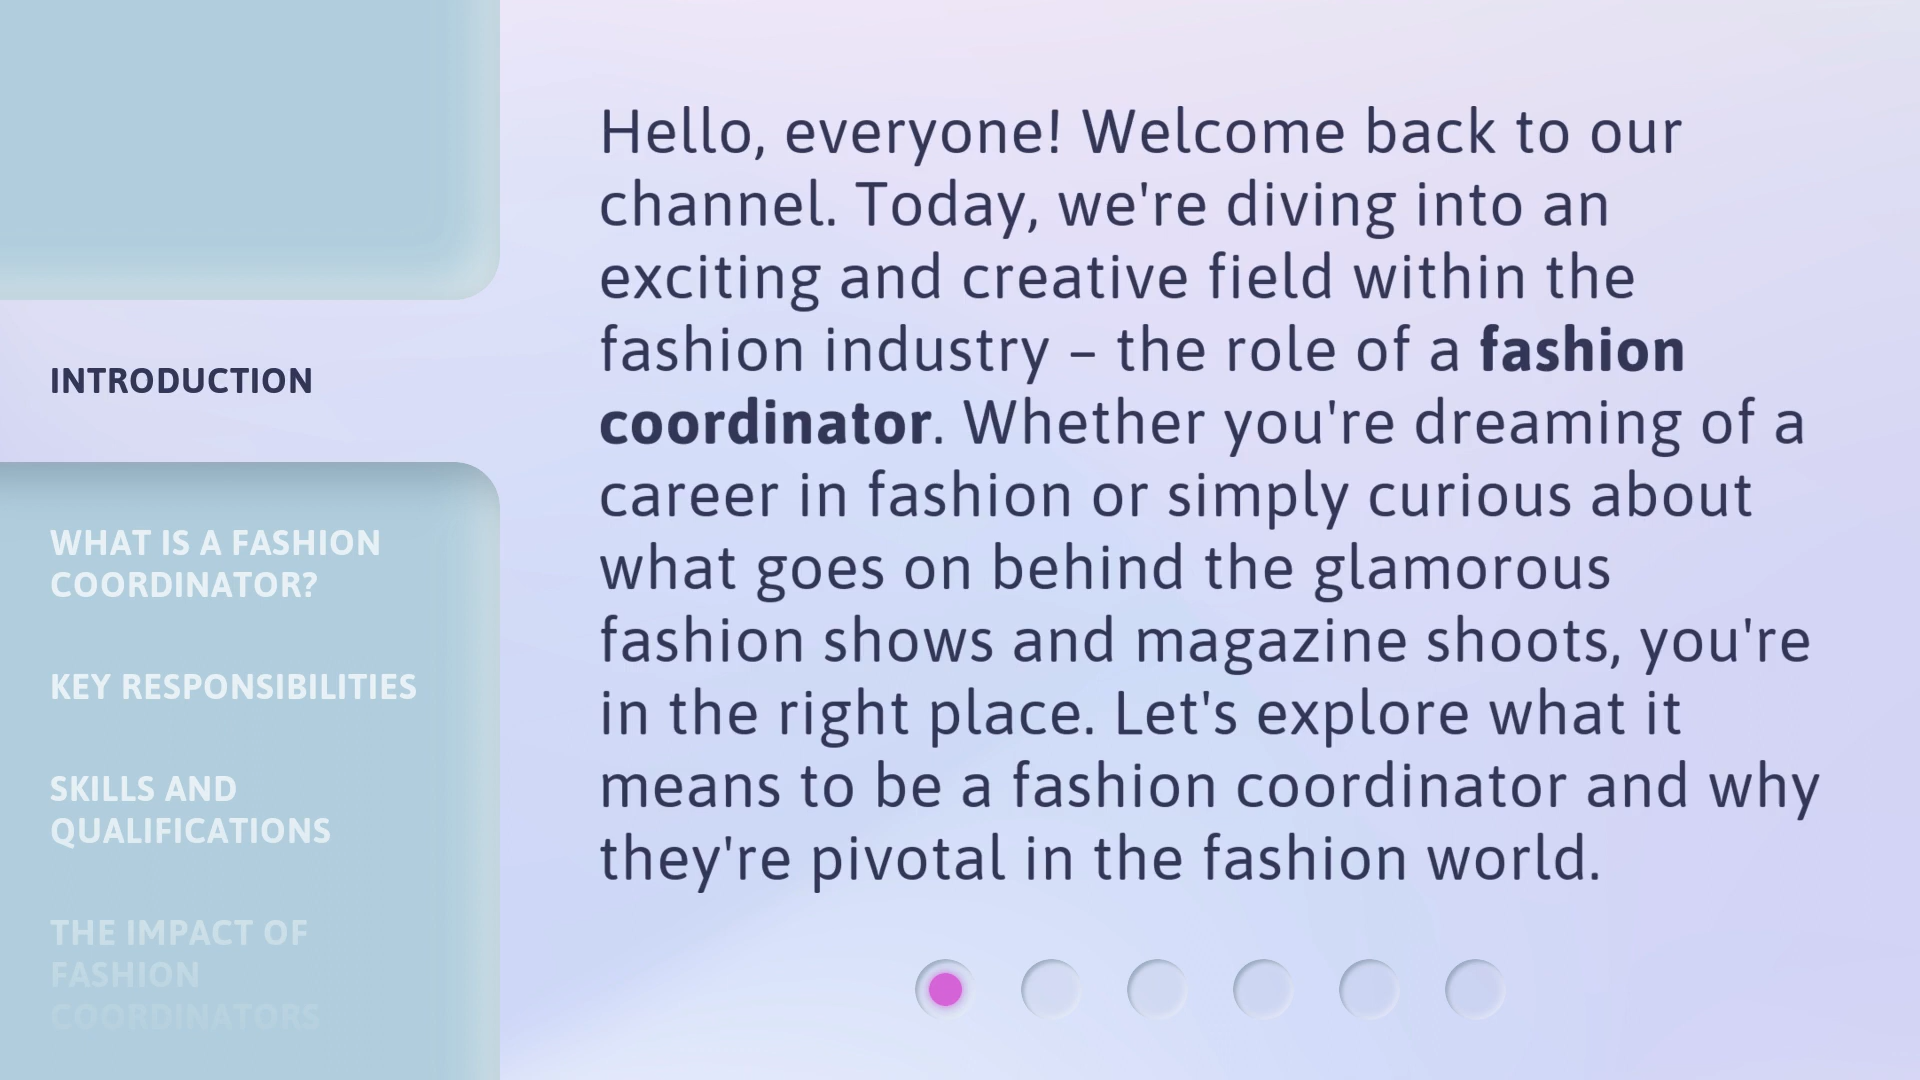 INTRODUCTION
WHAT IS A FASHION
COORDINATOR?
KEY RESPONSIBILITIES
SKILLS AND
QUALIFICATIONS
THE IMPACT OF
FASHION
COORDINATORS
Hello, everyone! Welcome back to our
channel. Today, we're diving into an
exciting and creative field within the
fashion industry – the role of a fashion
coordinator. Whether you're dreaming of a
career in fashion or simply curious about
what goes on behind the glamorous
fashion shows and magazine shoots, you're
in the right place. Let's explore what it
means to be a fashion coordinator and why
they're pivotal in the fashion world.